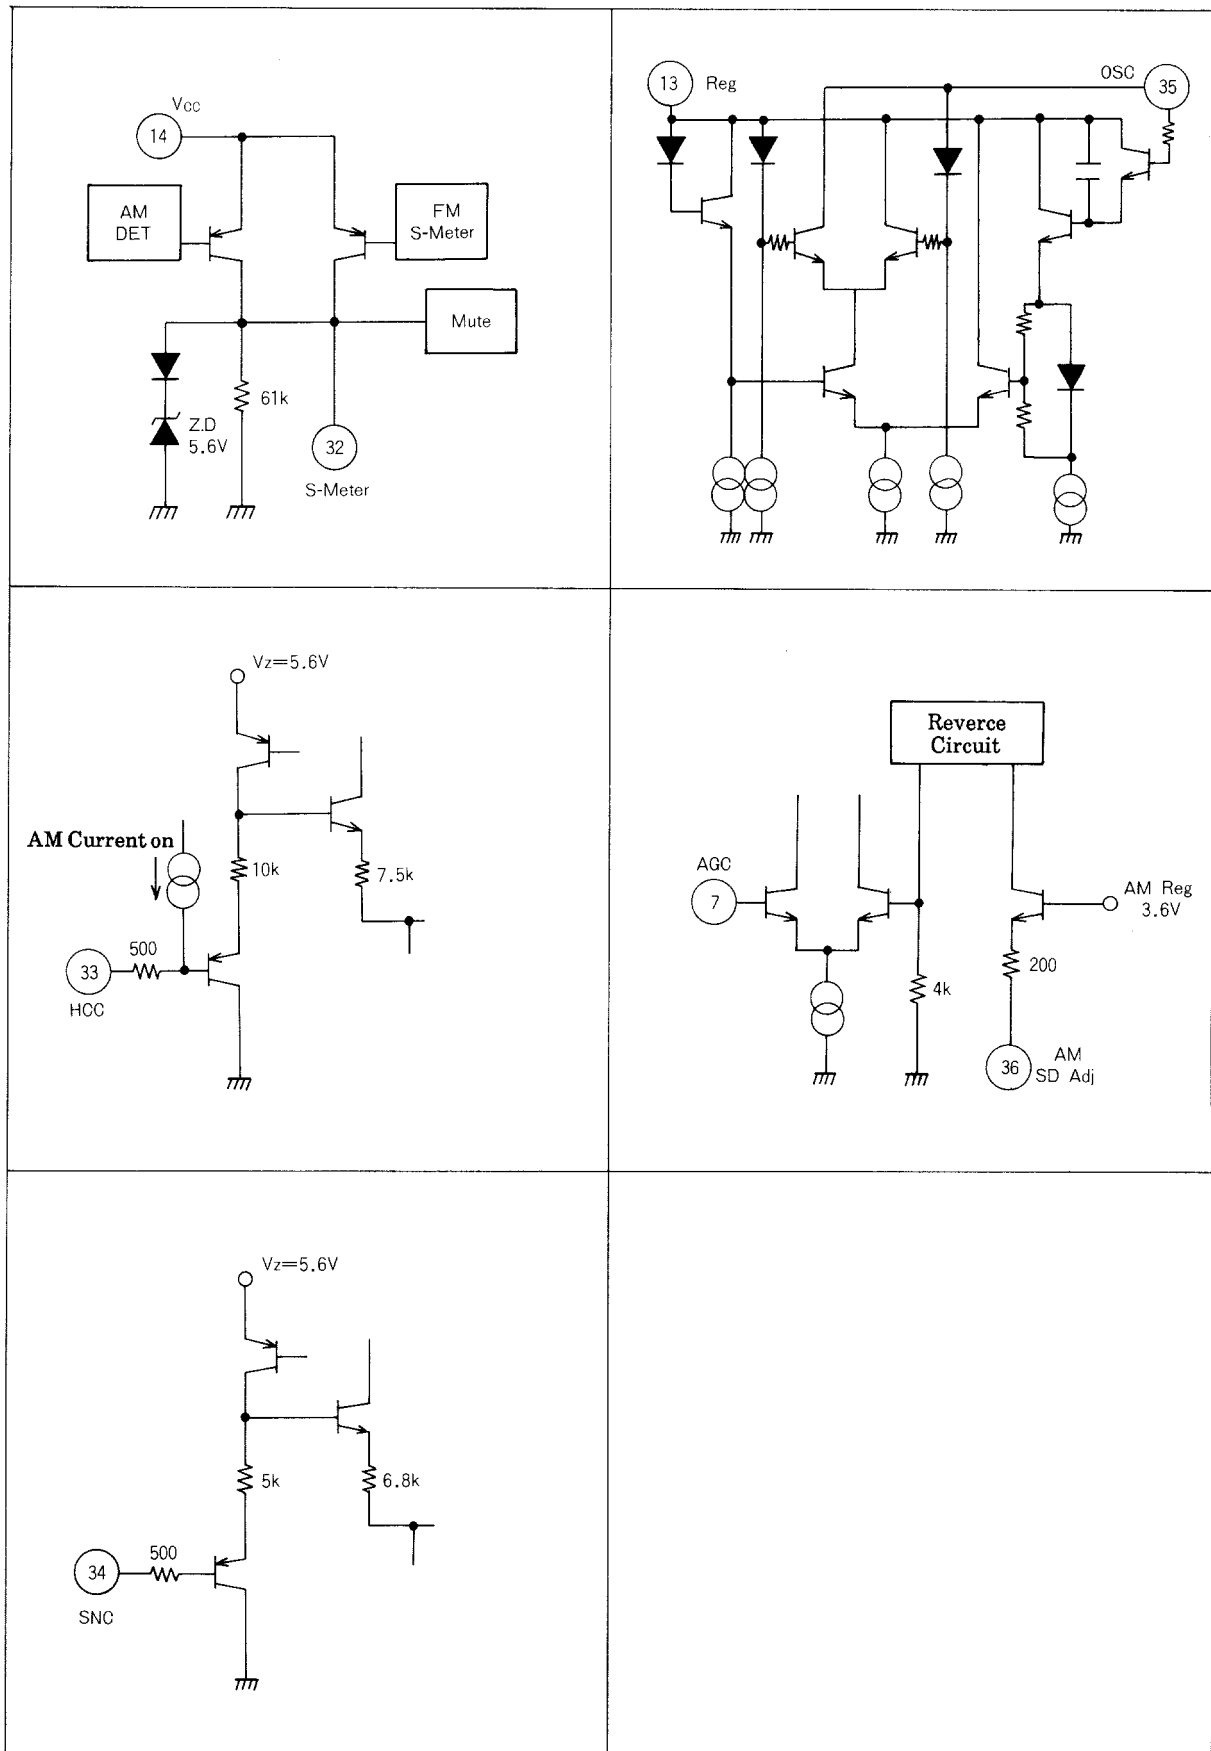 Vcc
14
AM
DET
FM
S-Meter
Mute
Z.D
5.6V
61k
32
S-Meter
13
Reg
OSC
35
Vz=5.6V
AM Current on
10k
7.5k
500
33
HCC
Reverce
Circuit
AGC
7
AM Reg
3.6V
4k
200
36
AM
SD Adj
Vz=5.6V
5k
6.8k
500
34
SNC